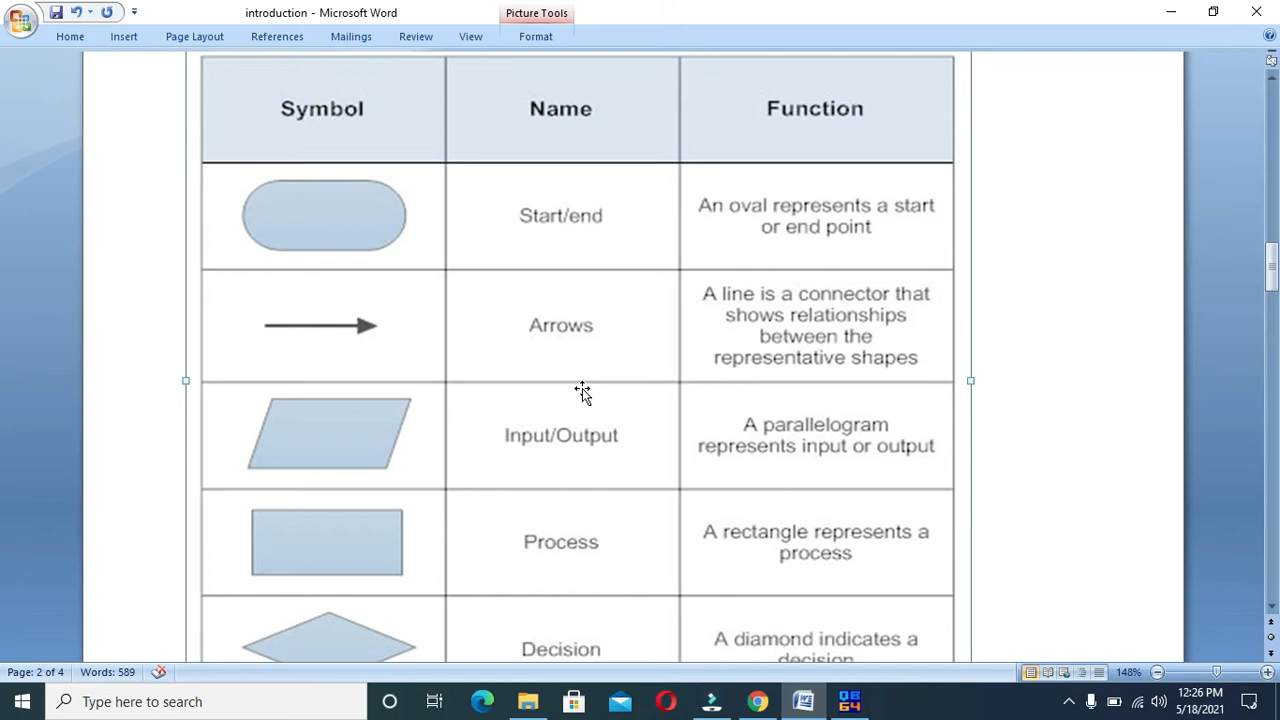 introduction - Microsoft Word
Picture Tools
Home Insert Page Layout References Mailings Review View Format
Symbol Name Function
Start/end
An oval represents a start
or end point
Arrows
A line is a connector that
shows relationships
between the
representative shapes
Input/Output
A parallelogram
represents input or output
Process
A rectangle represents a
process
Decision
A diamond indicates a
decision
Page: 2 of 4 Words: 589 148%
Type here to search
QB
64
12:26 PM
5/18/2021